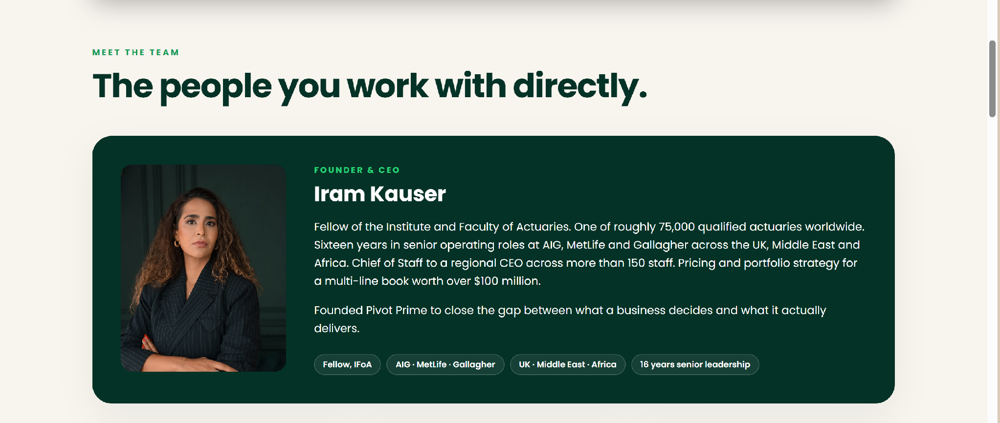 MEET THE TEAM
The people you work with directly.
FOUNDER & CEO
Iram Kauser
Fellow of the Institute and Faculty of Actuaries. One of roughly 75,000 qualified actuaries worldwide.
Sixteen years in senior operating roles at AIG, MetLife and Gallagher across the UK, Middle East and
Africa. Chief of Staff to a regional CEO across more than 150 staff. Pricing and portfolio strategy for
a multi-line book worth over $100 million.
Founded Pivot Prime to close the gap between what a business decides and what it actually
delivers.
Fellow, IFoA
AIG · MetLife · Gallagher
UK · Middle East · Africa
16 years senior leadership